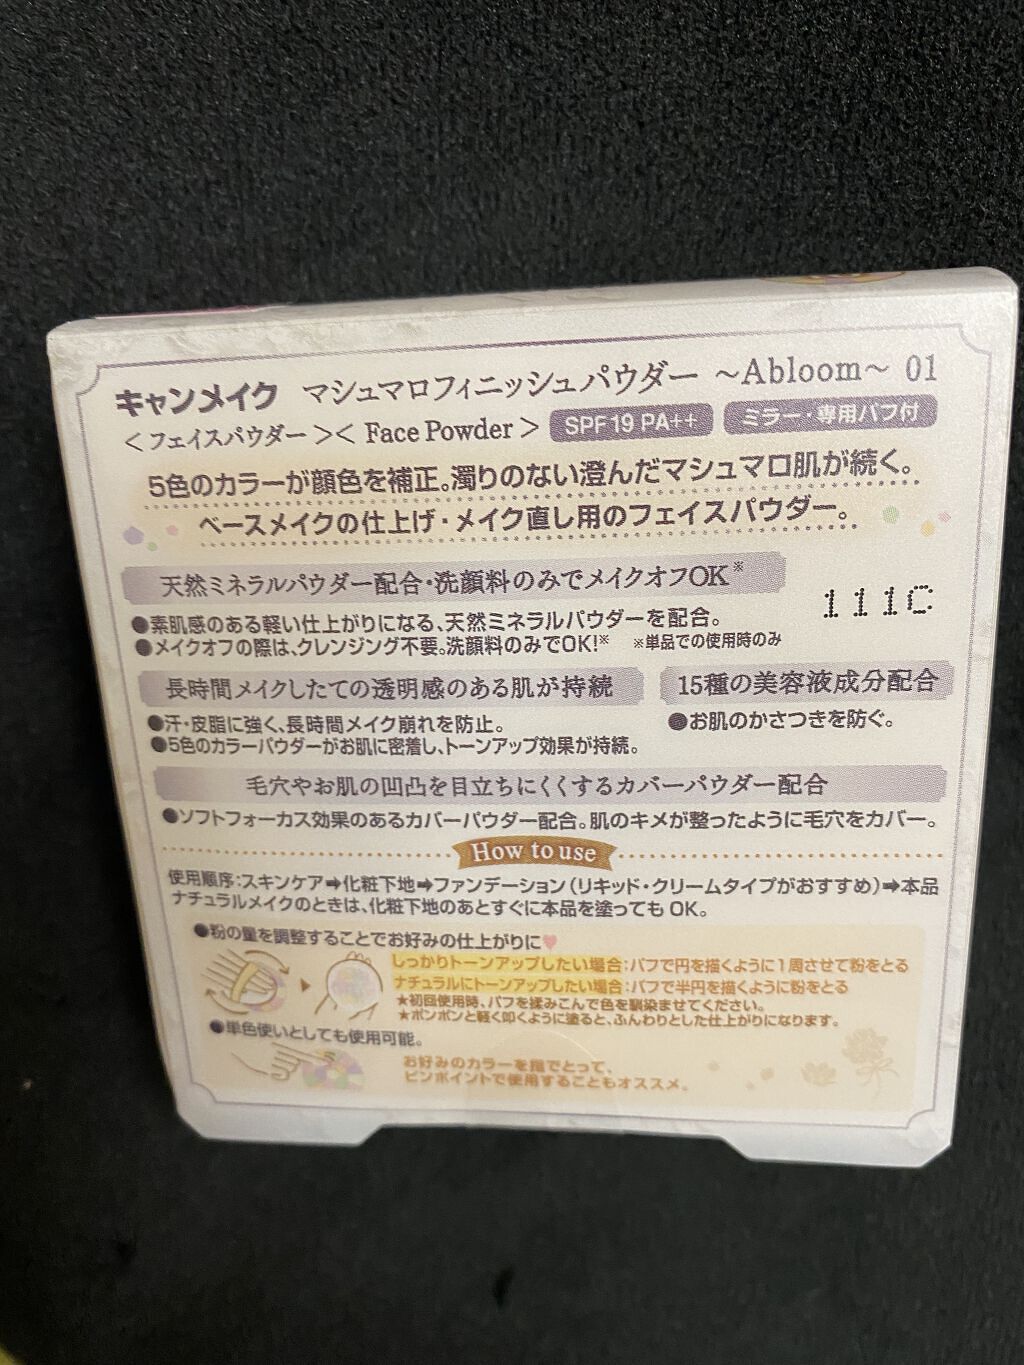 キャンメイク マシュマロフィニッシュパウダー ～Abloom～ 01
＜フェイスパウダー＞＜Face Powder＞ SPF19 PA++ ミラー・専用パフ付
5色のカラーが顔色を補正。濁りのない澄んだマシュマロ肌が続く。
ベースメイクの仕上げ・メイク直し用のフェイスパウダー。
天然ミネラルパウダー配合・洗顔料のみでメイクオフOK※
111C
●素肌感のある軽い仕上がりになる、天然ミネラルパウダーを配合。
●メイクオフの際は、クレンジング不要。洗顔料のみでOK!※ ※単品での使用時のみ
長時間メイクしたての透明感のある肌が持続
●汗・皮脂に強く、長時間メイク崩れを防止。
●5色のカラーパウダーがお肌に密着し、トーンアップ効果が持続。
15種の美容液成分配合
●お肌のかさつきを防ぐ。
毛穴やお肌の凹凸を目立ちにくくするカバーパウダー配合
●ソフトフォーカス効果のあるカバーパウダー配合。肌のキメが整ったように毛穴をカバー。
How to use
使用順序:スキンケア➡化粧下地➡ファンデーション（リキッド・クリームタイプがおすすめ）➡本品
ナチュラルメイクのときは、化粧下地のあとすぐに本品を塗ってもOK。
●粉の量を調整することでお好みの仕上がりに♥
しっかりトーンアップしたい場合:パフで円を描くように1周させて粉をとる
ナチュラルにトーンアップしたい場合:パフで半円を描くように粉をとる
★初回使用時、パフを揉みこんで色を馴染ませてください。
★ポンポンと軽く叩くように塗ると、ふんわりとした仕上がりになります。
●単色使いとしても使用可能。
お好みのカラーを指でとって、
ピンポイントで使用することもオススメ。